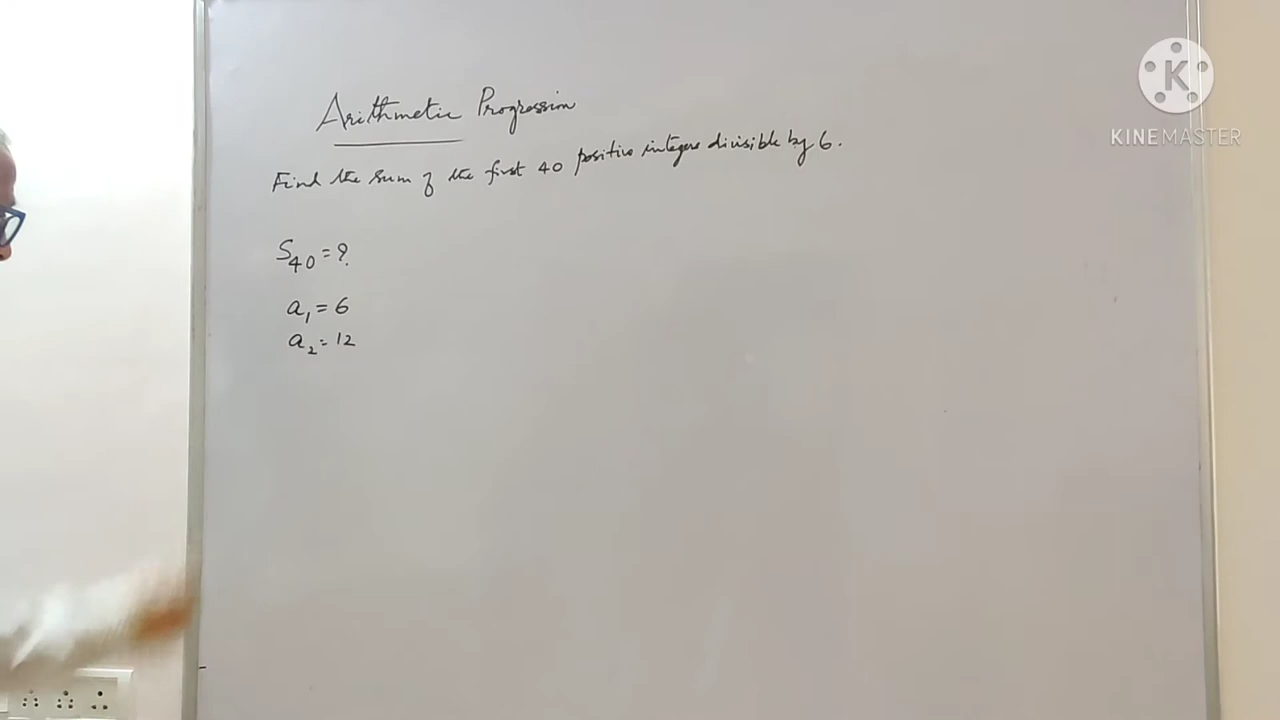 Arithmetic Progression
Find the sum of the first 40 positive integers divisible by 6.
S₄₀ = ?
a₁ = 6
a₂ = 12
K
KINEMASTER